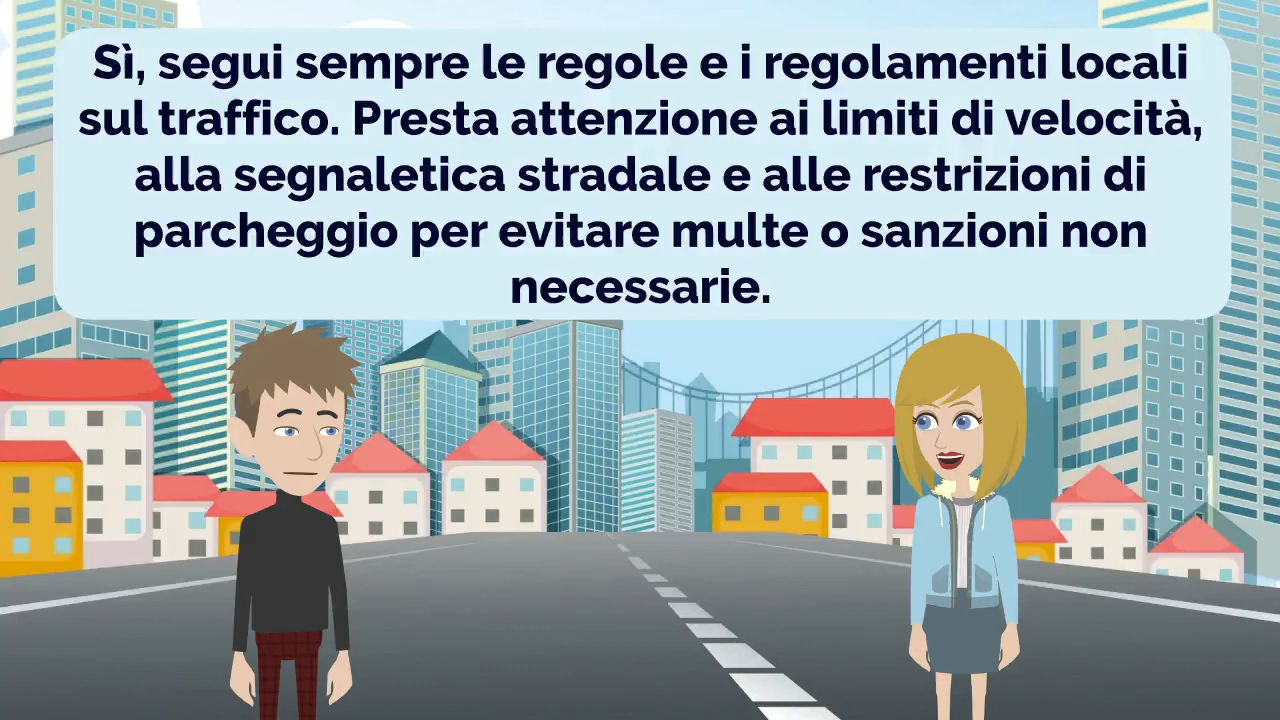 Sì, segui sempre le regole e i regolamenti locali
sul traffico. Presta attenzione ai limiti di velocità,
alla segnaletica stradale e alle restrizioni di
parcheggio per evitare multe o sanzioni non
necessarie.